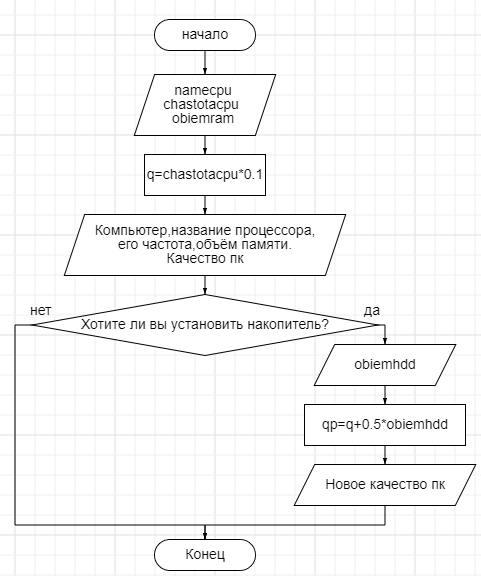 начало
namecpu
chastotacpu
obiemram
q=chastotacpu*0.1
Компьютер,название процессора,
его частота,объём памяти.
Качество пк
нет
да
Хотите ли вы установить накопитель?
obiemhdd
qp=q+0.5*obiemhdd
Новое качество пк
Конец